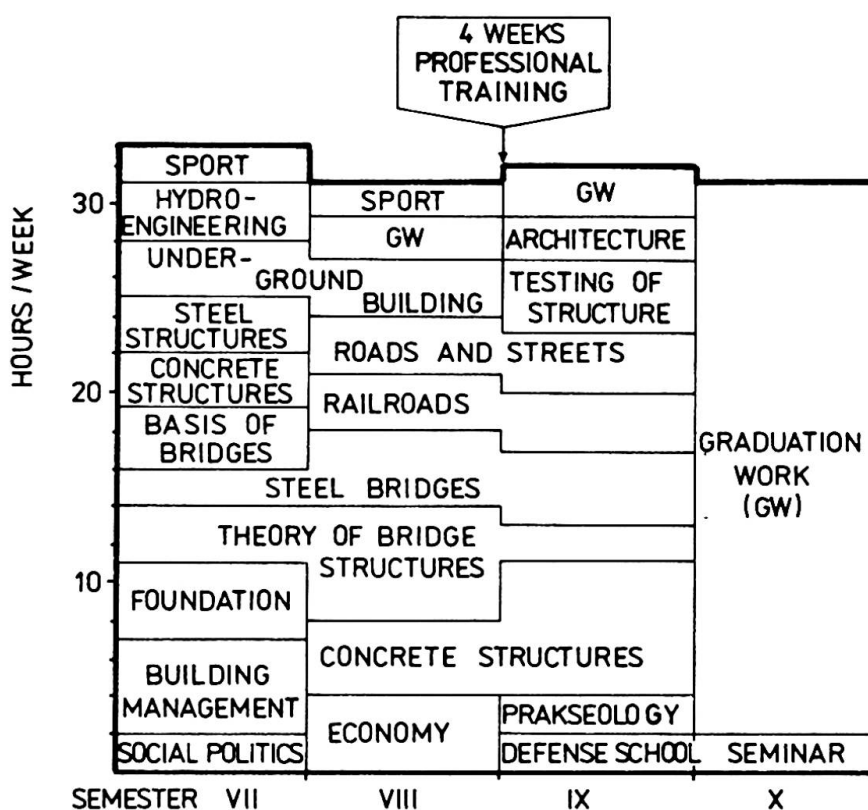 4 WEEKS
PROFESSIONAL
TRAINING
HOURS/WEEK
30
20
10
SPORT
HYDRO-
ENGINEERING
UNDER-
GROUND
BUILDING
STEEL
STRUCTURES
CONCRETE
STRUCTURES
BASIS OF
BRIDGES
STEEL BRIDGES
THEORY OF BRIDGE
STRUCTURES
FOUNDATION
BUILDING
MANAGEMENT
SOCIAL POLITICS
SPORT
GW
ROADS AND STREETS
RAILROADS
CONCRETE STRUCTURES
ECONOMY
GW
ARCHITECTURE
TESTING OF
STRUCTURE
PRAKSEOLOGY
DEFENSE SCHOOL
GRADUATION
WORK
(GW)
SEMINAR
SEMESTER VII VIII IX X